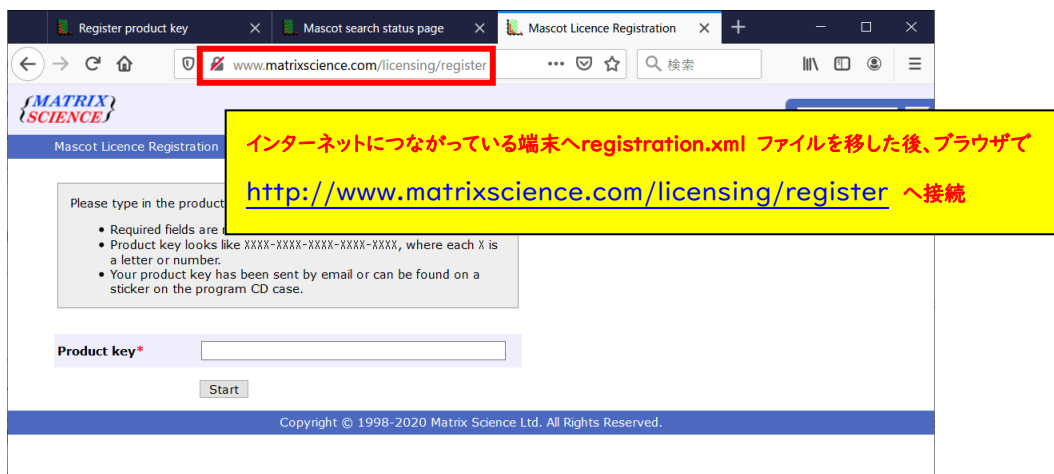 Register product key
Mascot search status page
Mascot Licence Registration
www.matrixscience.com/licensing/register
検索
MATRIX
SCIENCE
Mascot Licence Registration
インターネットにつながっている端末へregistration.xml ファイルを移した後、ブラウザで
http://www.matrixscience.com/licensing/register へ接続
Please type in the product
• Required fields are
• Product key looks like XXXX-XXXX-XXXX-XXXX-XXXX, where each X is
a letter or number.
• Your product key has been sent by email or can be found on a
sticker on the program CD case.
Product key*
Start
Copyright © 1998-2020 Matrix Science Ltd. All Rights Reserved.